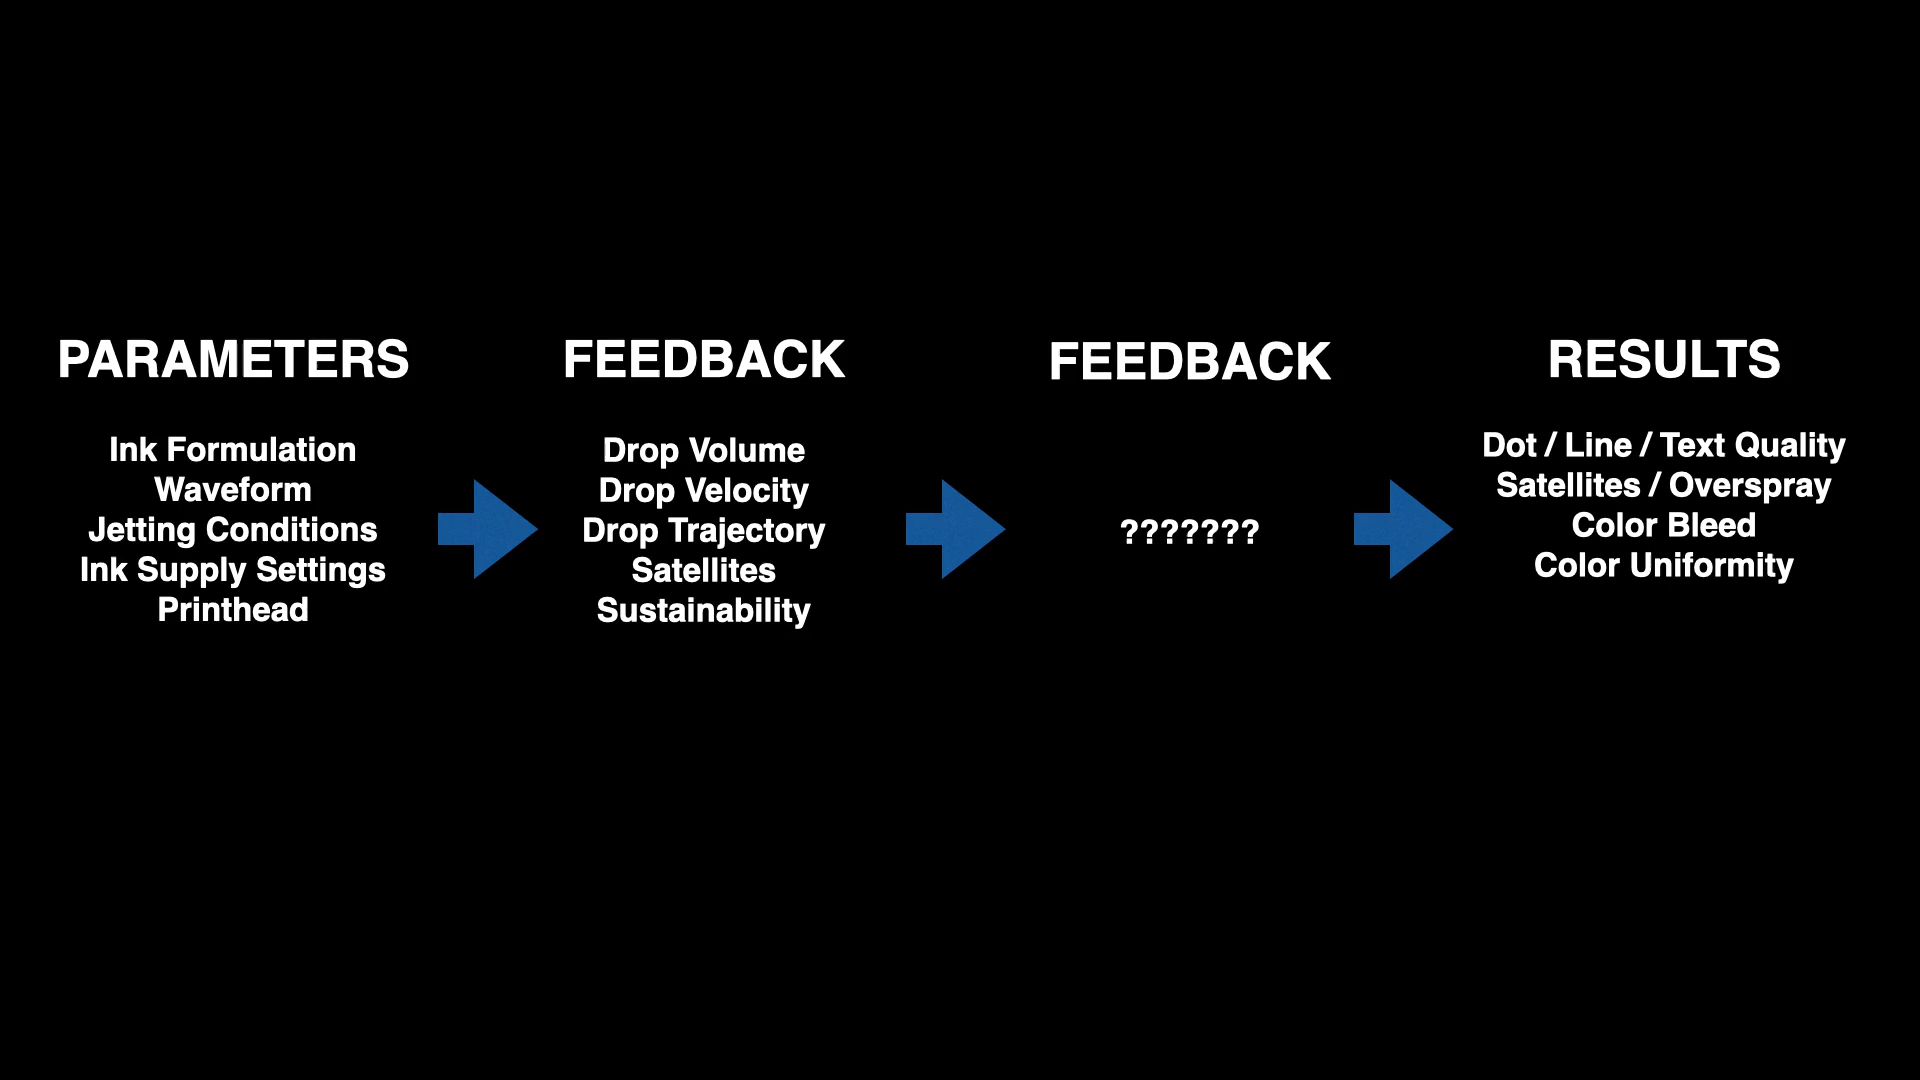 PARAMETERS
Ink Formulation
Waveform
Jetting Conditions
Ink Supply Settings
Printhead
FEEDBACK
Drop Volume
Drop Velocity
Drop Trajectory
Satellites
Sustainability
FEEDBACK
???????
RESULTS
Dot / Line / Text Quality
Satellites / Overspray
Color Bleed
Color Uniformity